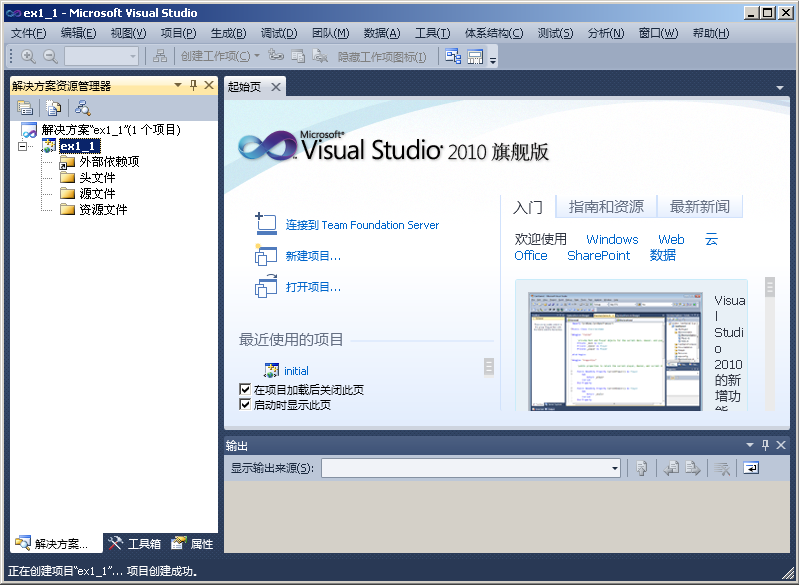 ex1_1 - Microsoft Visual Studio
文件(F) 编辑(E) 视图(V) 项目(P) 生成(B) 调试(D) 团队(M) 数据(A) 工具(T) 体系结构(C) 测试(S) 分析(N) 窗口(W) 帮助(H)
创建工作项(C) 隐藏工作项图标(I)
解决方案资源管理器
解决方案"ex1_1"(1 个项目)
ex1_1
外部依赖项
头文件
源文件
资源文件
解决方案... 工具箱 属性
起始页
Microsoft®
Visual Studio® 2010 旗舰版
连接到 Team Foundation Server
新建项目...
打开项目...
最近使用的项目
initial
在项目加载后关闭此页
启动时显示此页
入门 指南和资源 最新新闻
欢迎使用 Windows Web 云
Office SharePoint 数据
Visua
l
Studi
o
2010
的新
增功
输出
显示输出来源(S):
正在创建项目"ex1_1"... 项目创建成功。